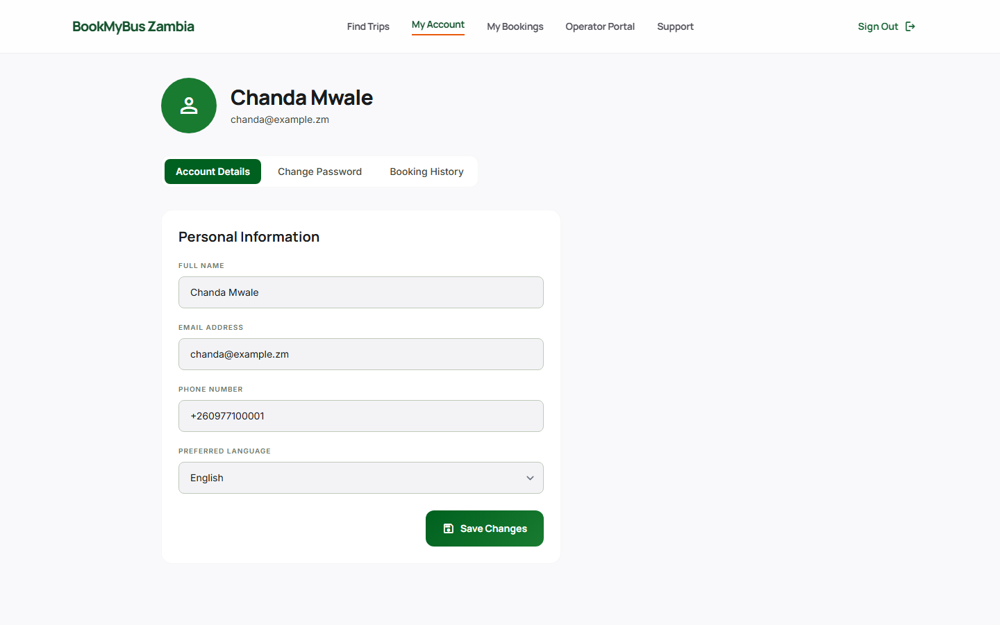 BookMyBus Zambia
Find Trips
My Account
My Bookings
Operator Portal
Support
Sign Out
Chanda Mwale
chanda@example.zm
Account Details
Change Password
Booking History
Personal Information
FULL NAME
Chanda Mwale
EMAIL ADDRESS
chanda@example.zm
PHONE NUMBER
+260977100001
PREFERRED LANGUAGE
English
Save Changes